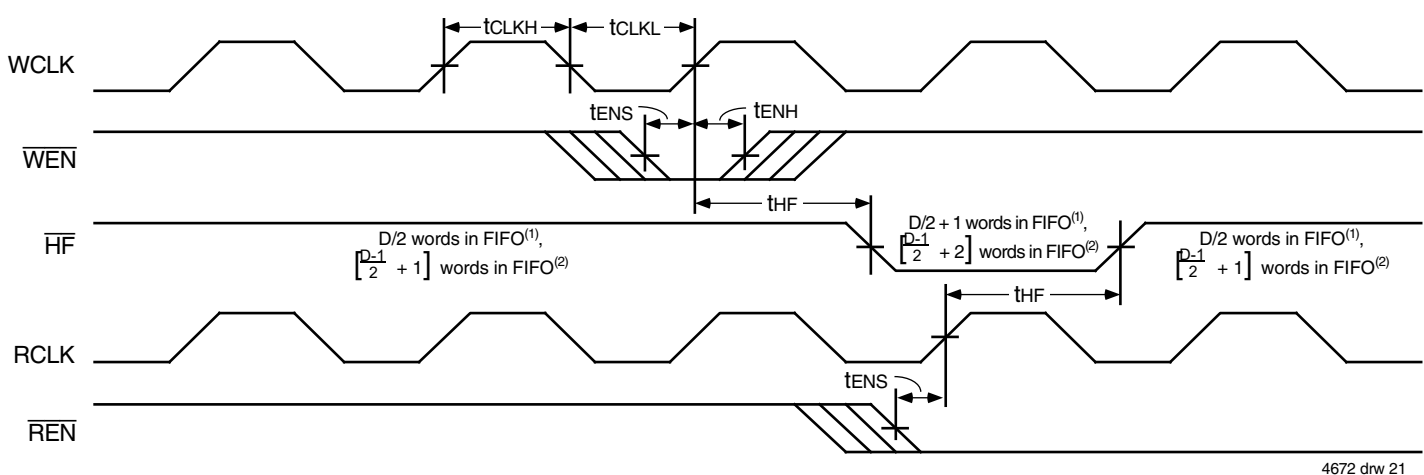 tCLKH tCLKL
WCLK
tENS tENH
WEN
tHF
HF
D/2 words in FIFO(1),
[D-1/2 + 1] words in FIFO(2)
D/2 + 1 words in FIFO(1),
[D-1/2 + 2] words in FIFO(2)
D/2 words in FIFO(1),
[D-1/2 + 1] words in FIFO(2)
tHF
RCLK
tENS
REN
4672 drw 21